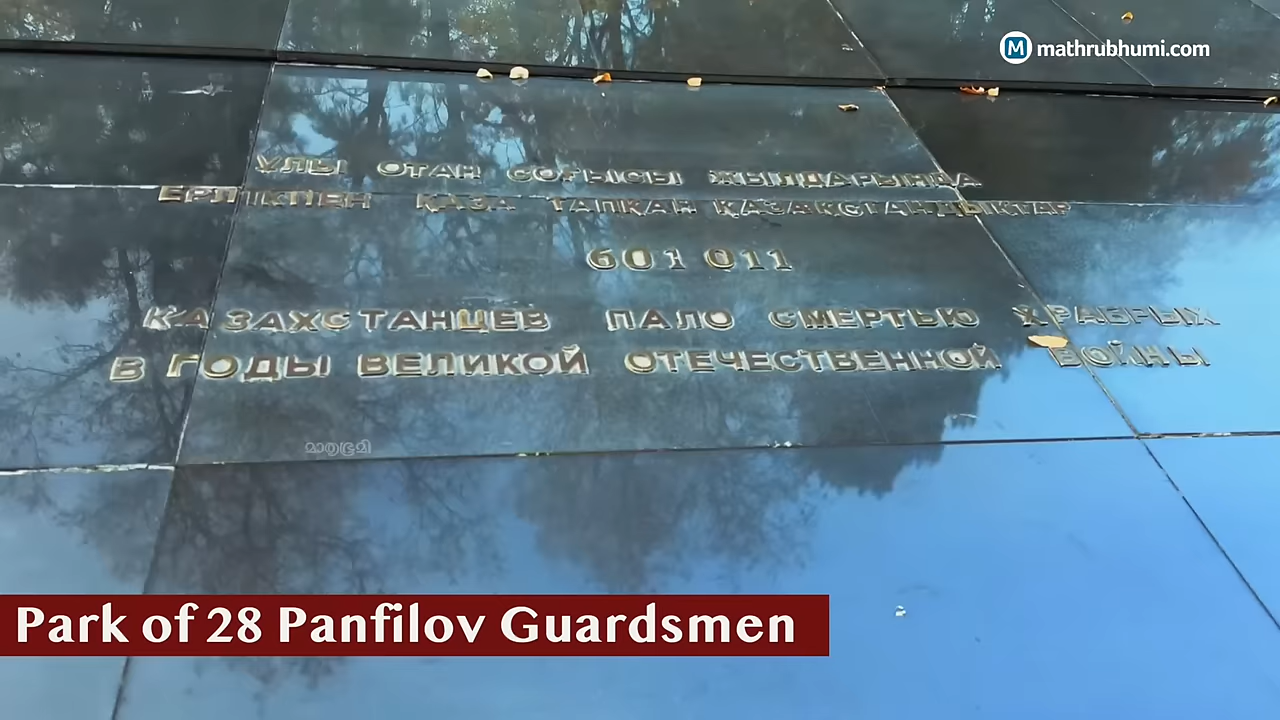 mathrubhumi.com
ҰЛЫ ОТАН СОҒЫСЫ ЖЫЛДАРЫНДА
ЕРЛІКПЕН ҚАЗА ТАПҚАН ҚАЗАҚСТАНДЫҚТАР
601 011
КАЗАХСТАНЦЕВ ПАЛО СМЕРТЬЮ ХРАБРЫХ
В ГОДЫ ВЕЛИКОЙ ОТЕЧЕСТВЕННОЙ ВОЙНЫ
മാതൃഭൂമി
Park of 28 Panfilov Guardsmen